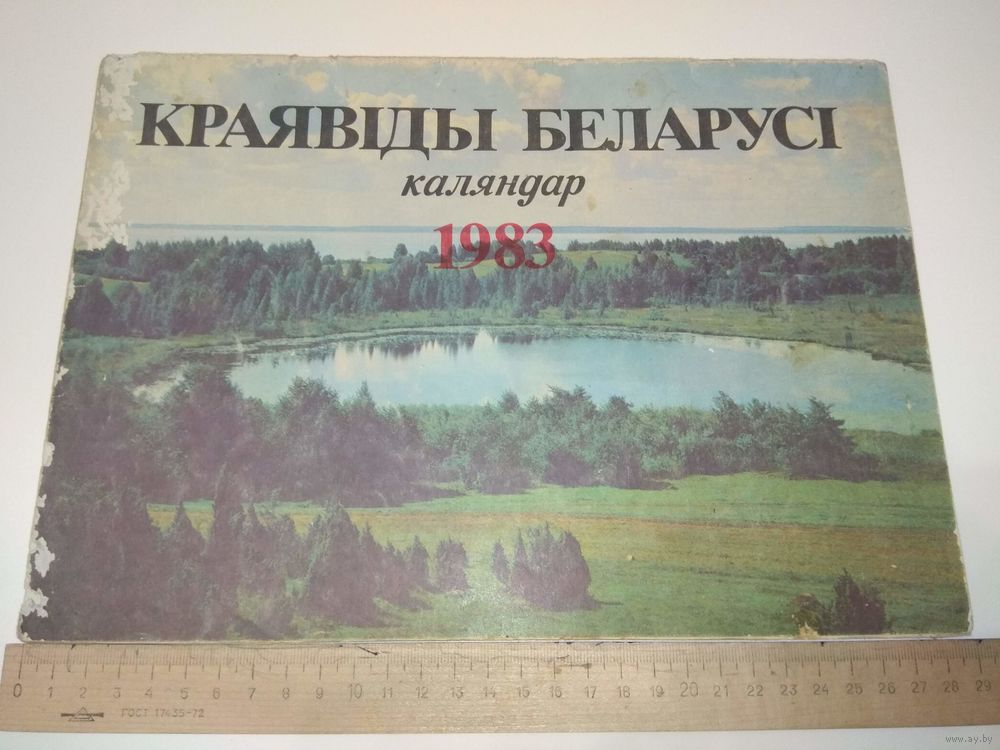 КРАЯВІДЫ БЕЛАРУСІ
каляндар
1983
0 1 2 3 4 5 6 7 8 9 10 11 12 13 14 15 16 17 18 19 20 21 22 23 24 25 26 27 28 29
ГОСТ 17435-72
www.ay.by